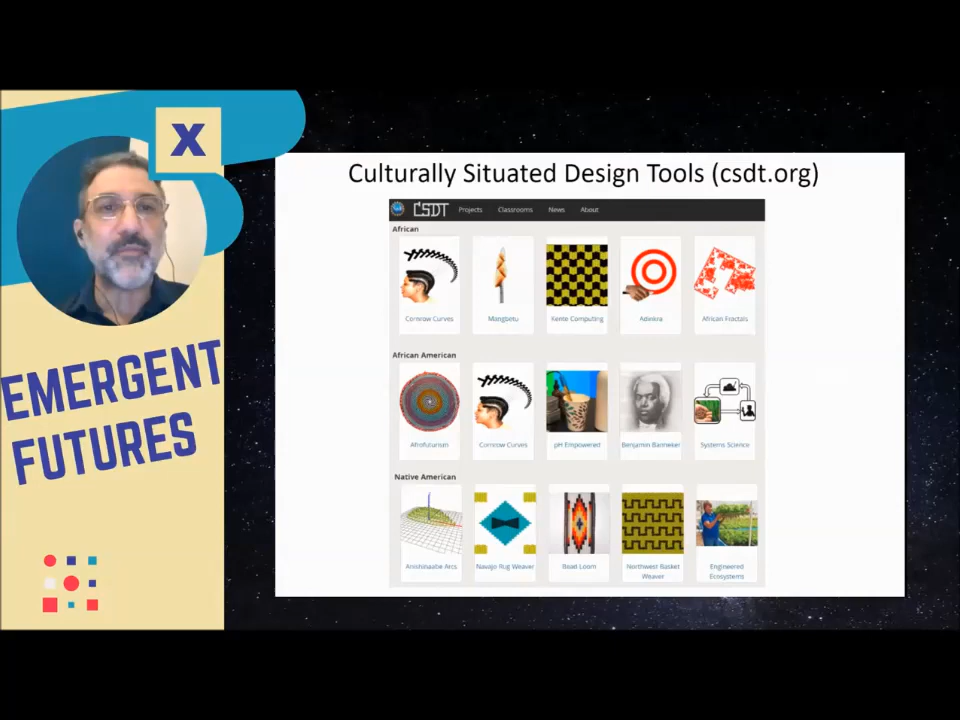 X
EMERGENT
FUTURES
Culturally Situated Design Tools (csdt.org)
CSDT Projects Classrooms News About
African
Cornrow Curves Mangbetu Kente Computing Adinkra African Fractals
African American
Afrofuturism Cornrow Curves pH Empowered Benjamin Banneker Systems Science
Native American
Anishinaabe Arcs Navajo Rug Weaver Bead Loom Northwest Basket Weaver Engineered Ecosystems